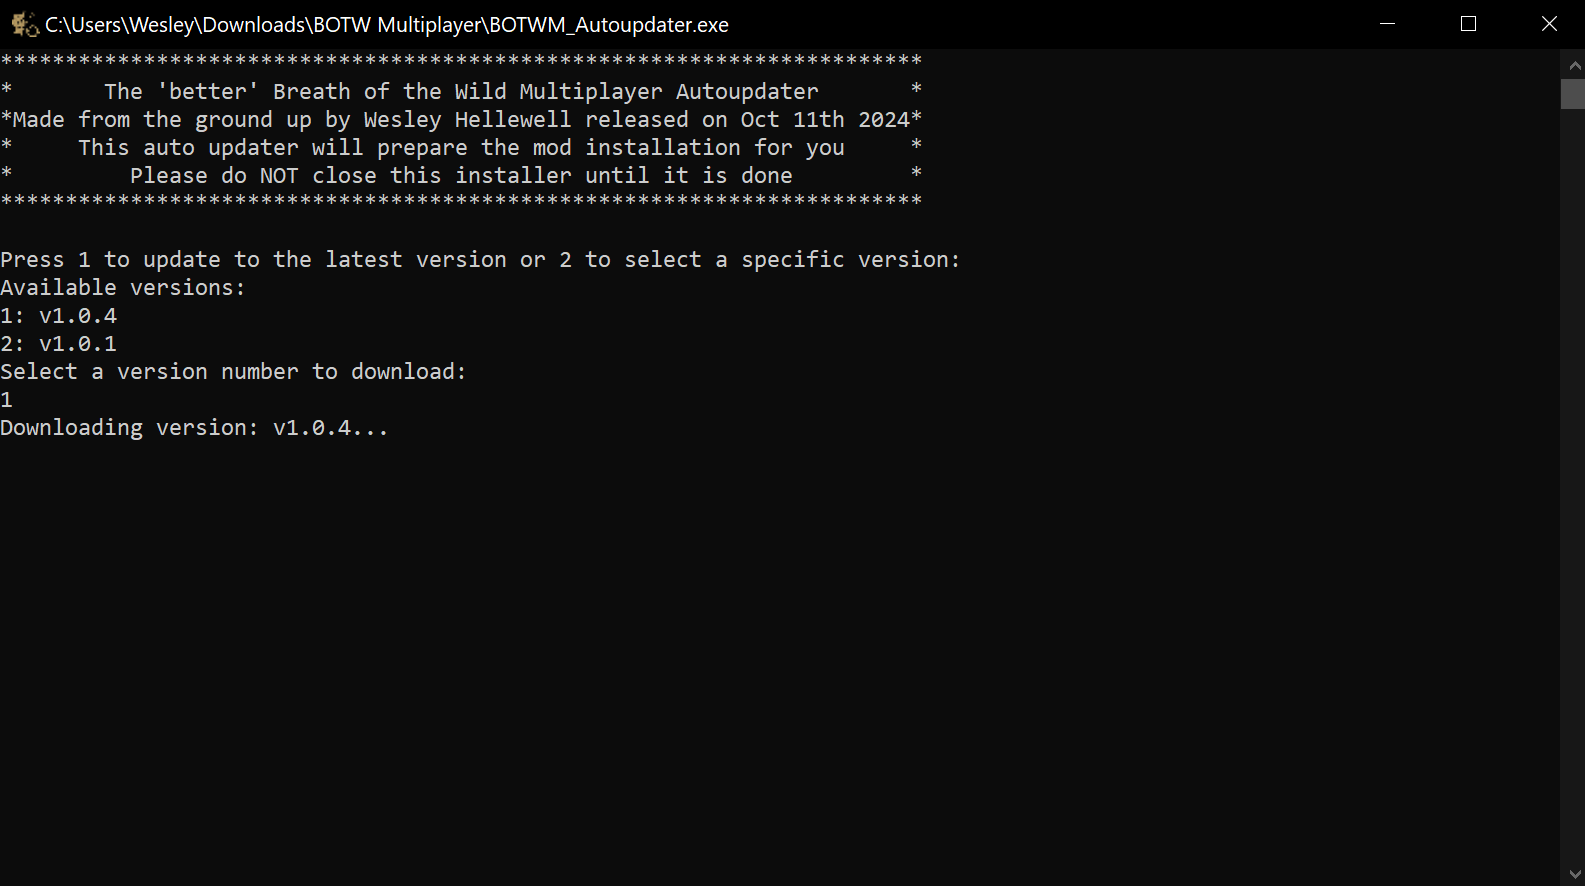 C:\Users\Wesley\Downloads\BOTW Multiplayer\BOTWM_Autoupdater.exe
***********************************************************************
*       The 'better' Breath of the Wild Multiplayer Autoupdater       *
*Made from the ground up by Wesley Hellewell released on Oct 11th 2024*
*     This auto updater will prepare the mod installation for you     *
*         Please do NOT close this installer until it is done         *
***********************************************************************
Press 1 to update to the latest version or 2 to select a specific version:
Available versions:
1: v1.0.4
2: v1.0.1
Select a version number to download:
1
Downloading version: v1.0.4...